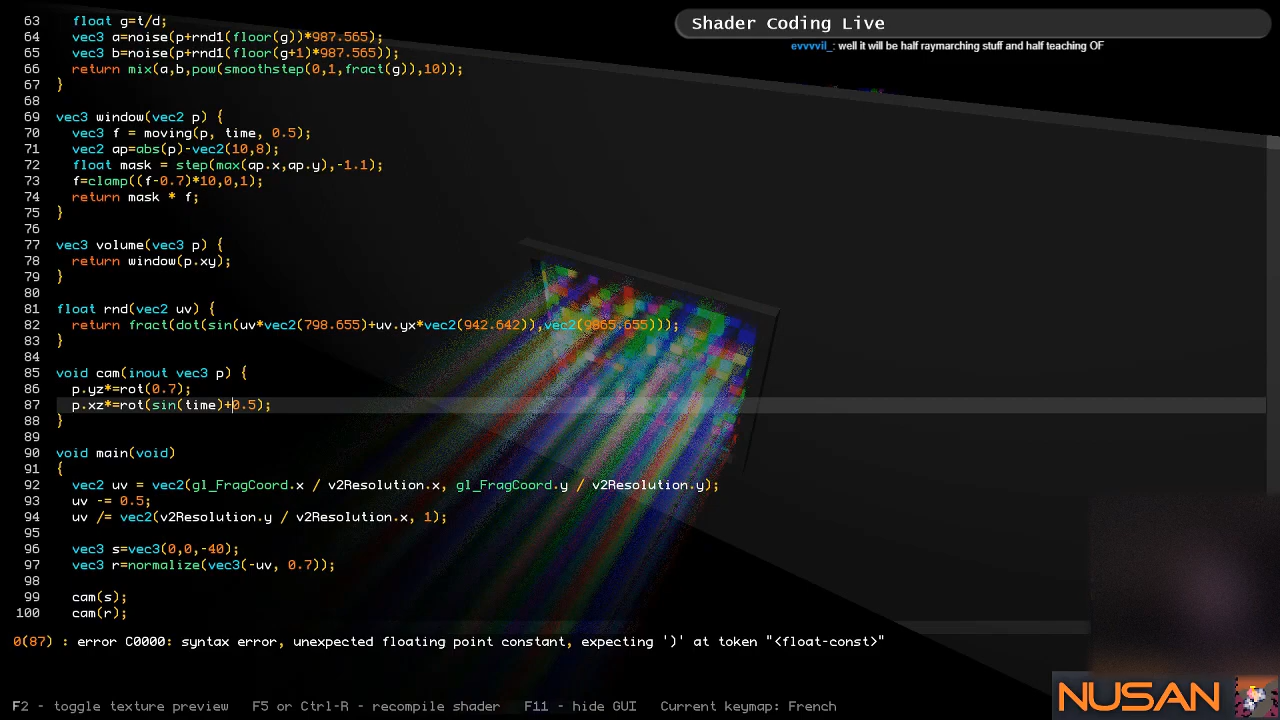 63    float g=t/d;
64    vec3 a=noise(p+rnd1(floor(g))*987.565);
65    vec3 b=noise(p+rnd1(floor(g+1)*987.565));
66    return mix(a,b,pow(smoothstep(0,1,fract(g)),10));
67  }
68
69  vec3 window(vec2 p) {
70    vec3 f = moving(p, time, 0.5);
71    vec2 ap=abs(p)-vec2(10,8);
72    float mask = step(max(ap.x,ap.y),-1.1);
73    f=clamp((f-0.7)*10,0,1);
74    return mask * f;
75  }
76
77  vec3 volume(vec3 p) {
78    return window(p.xy);
79  }
80
81  float rnd(vec2 uv) {
82    return fract(dot(sin(uv*vec2(798.655)+uv.yx*vec2(942.642)),vec2(9865.655)));
83  }
84
85  void cam(inout vec3 p) {
86    p.yz*=rot(0.7);
87    p.xz*=rot(sin(time)+0.5);
88  }
89
90  void main(void)
91  {
92    vec2 uv = vec2(gl_FragCoord.x / v2Resolution.x, gl_FragCoord.y / v2Resolution.y);
93    uv -= 0.5;
94    uv /= vec2(v2Resolution.y / v2Resolution.x, 1);
95
96    vec3 s=vec3(0,0,-40);
97    vec3 r=normalize(vec3(-uv, 0.7));
98
99    cam(s);
100    cam(r);
0(87) : error C0000: syntax error, unexpected floating point constant, expecting ')' at token "<float-const>"
F2 - toggle texture preview   F5 or Ctrl-R - recompile shader   F11 - hide GUI   Current keymap: French
Shader Coding Live
evvvvil_: well it will be half raymarching stuff and half teaching OF
NUSAN